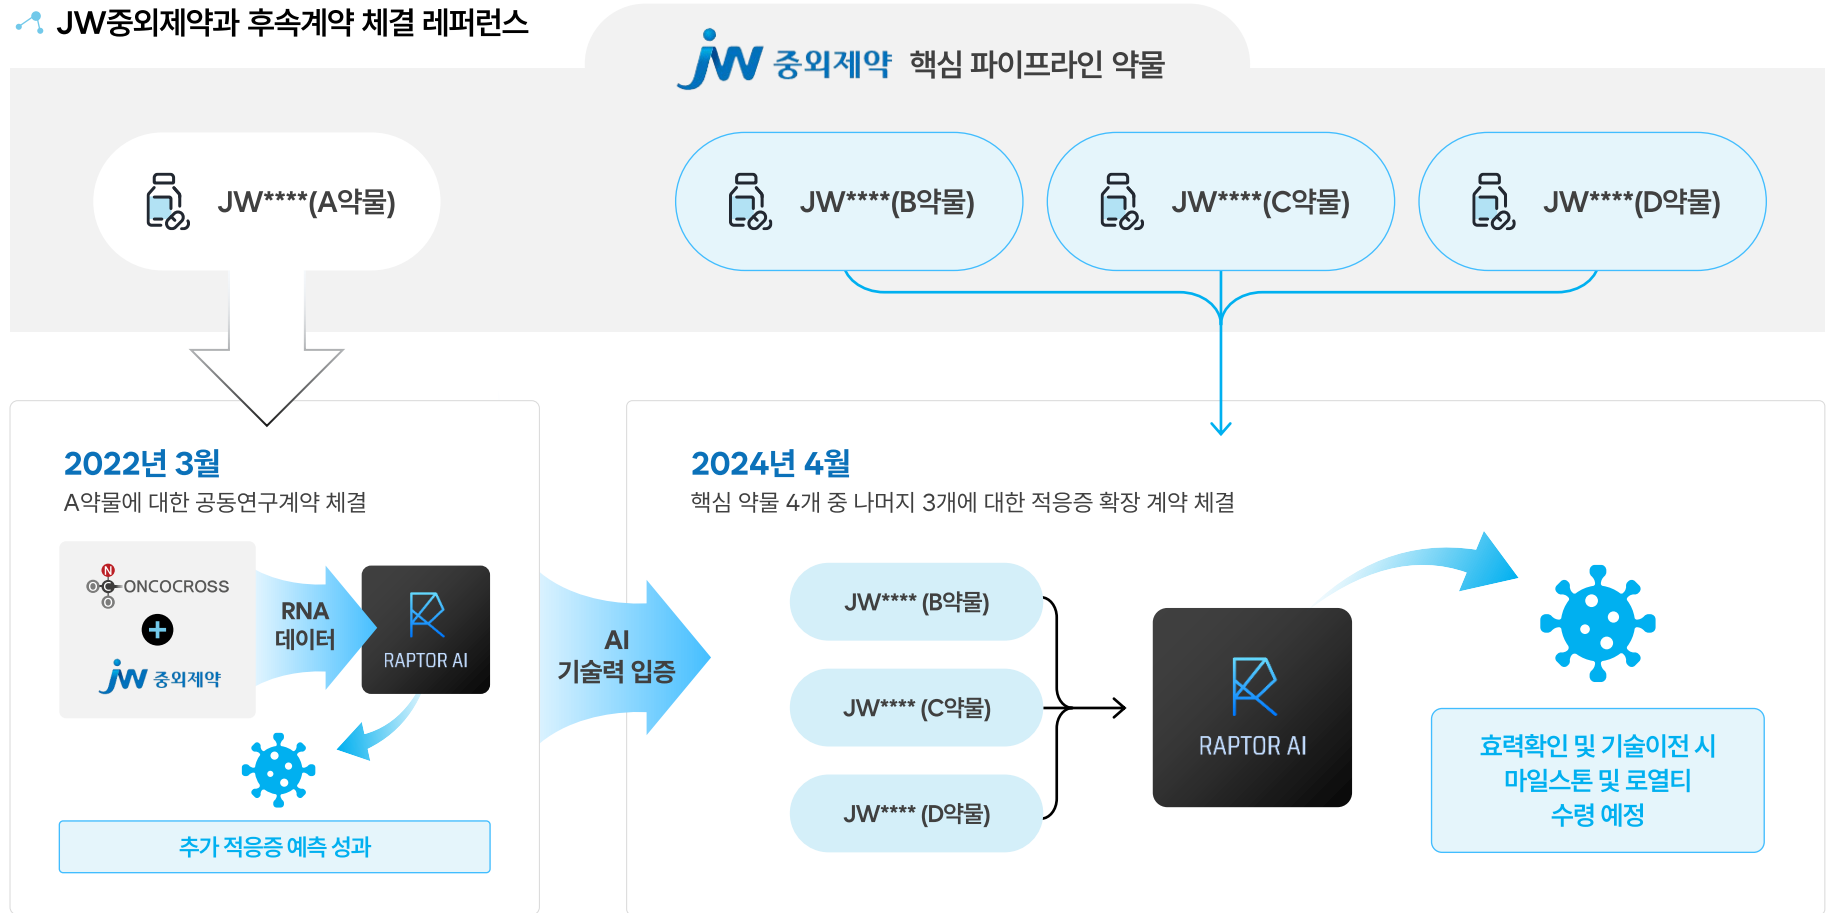 JW중외제약과 후속계약 체결 레퍼런스
JW 중외제약 핵심 파이프라인 약물
JW****(A약물)
JW****(B약물)
JW****(C약물)
JW****(D약물)
2022년 3월
A약물에 대한 공동연구계약 체결
N
O C ONCOCROSS
O
+
JW 중외제약
RNA
데이터
RAPTOR AI
추가 적응증 예측 성과
AI
기술력 입증
2024년 4월
핵심 약물 4개 중 나머지 3개에 대한 적응증 확장 계약 체결
JW**** (B약물)
JW**** (C약물)
JW**** (D약물)
RAPTOR AI
효력확인 및 기술이전 시
마일스톤 및 로열티
수령 예정